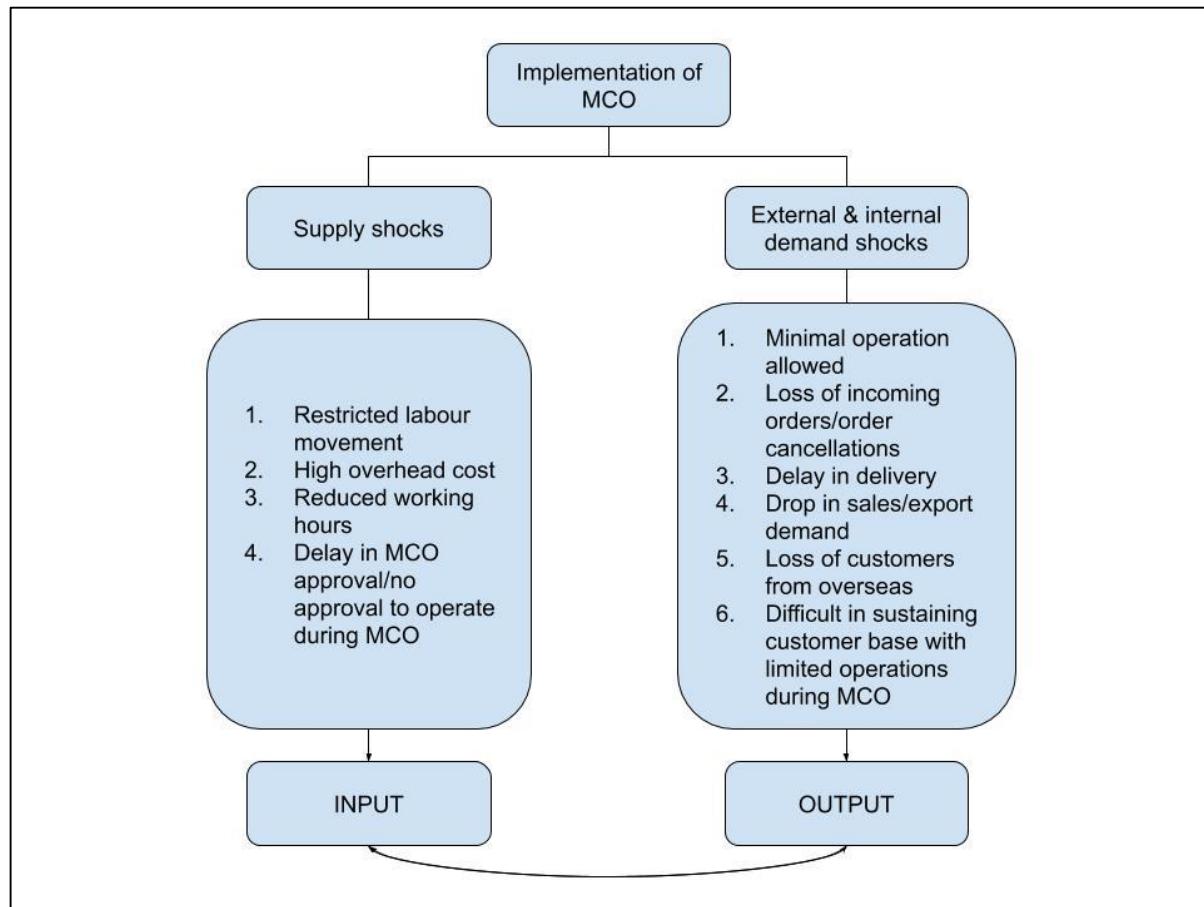 Implementation of
MCO
Supply shocks
External & internal
demand shocks
1. Restricted labour
movement
2. High overhead cost
3. Reduced working
hours
4. Delay in MCO
approval/no
approval to operate
during MCO
1. Minimal operation
allowed
2. Loss of incoming
orders/order
cancellations
3. Delay in delivery
4. Drop in sales/export
demand
5. Loss of customers
from overseas
6. Difficult in sustaining
customer base with
limited operations
during MCO
INPUT
OUTPUT